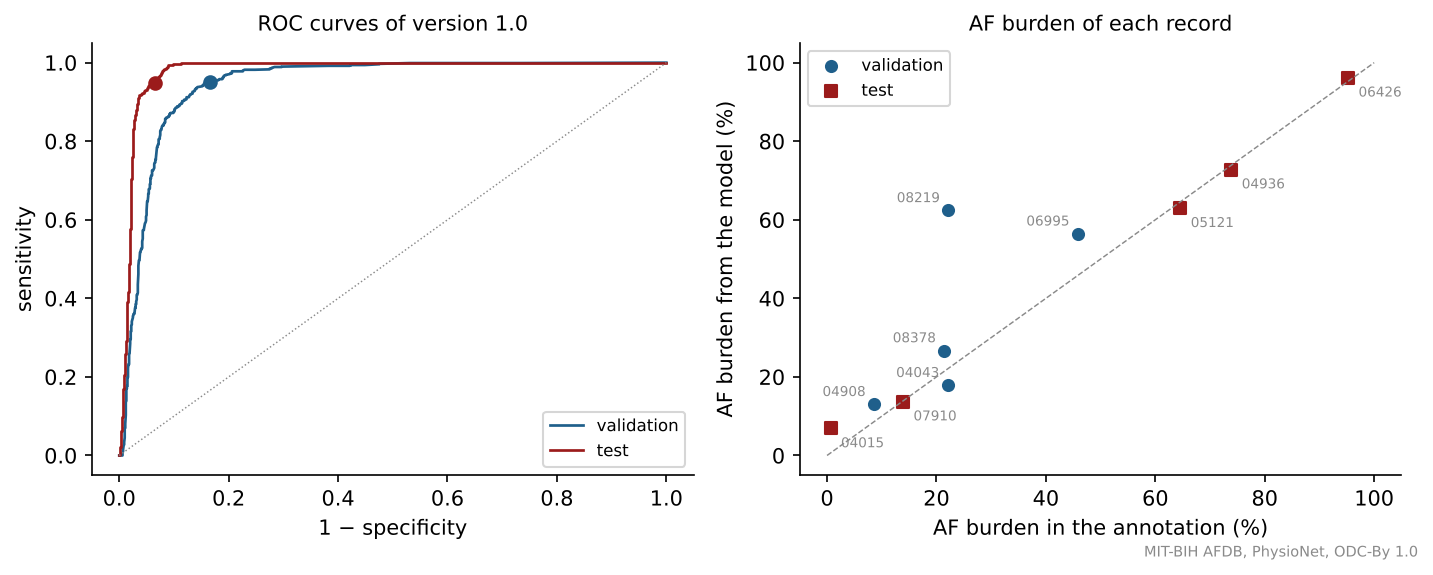 ROC curves of version 1.0
1.0
0.8
0.6
0.4
0.2
0.0
sensitivity
validation
test
0.0 0.2 0.4 0.6 0.8 1.0
1 − specificity
AF burden of each record
100
80
60
40
20
0
AF burden from the model (%)
validation
test
06426
04936
08219
06995
05121
08378
04043
04908
07910
04015
0 20 40 60 80 100
AF burden in the annotation (%)
MIT-BIH AFDB, PhysioNet, ODC-By 1.0